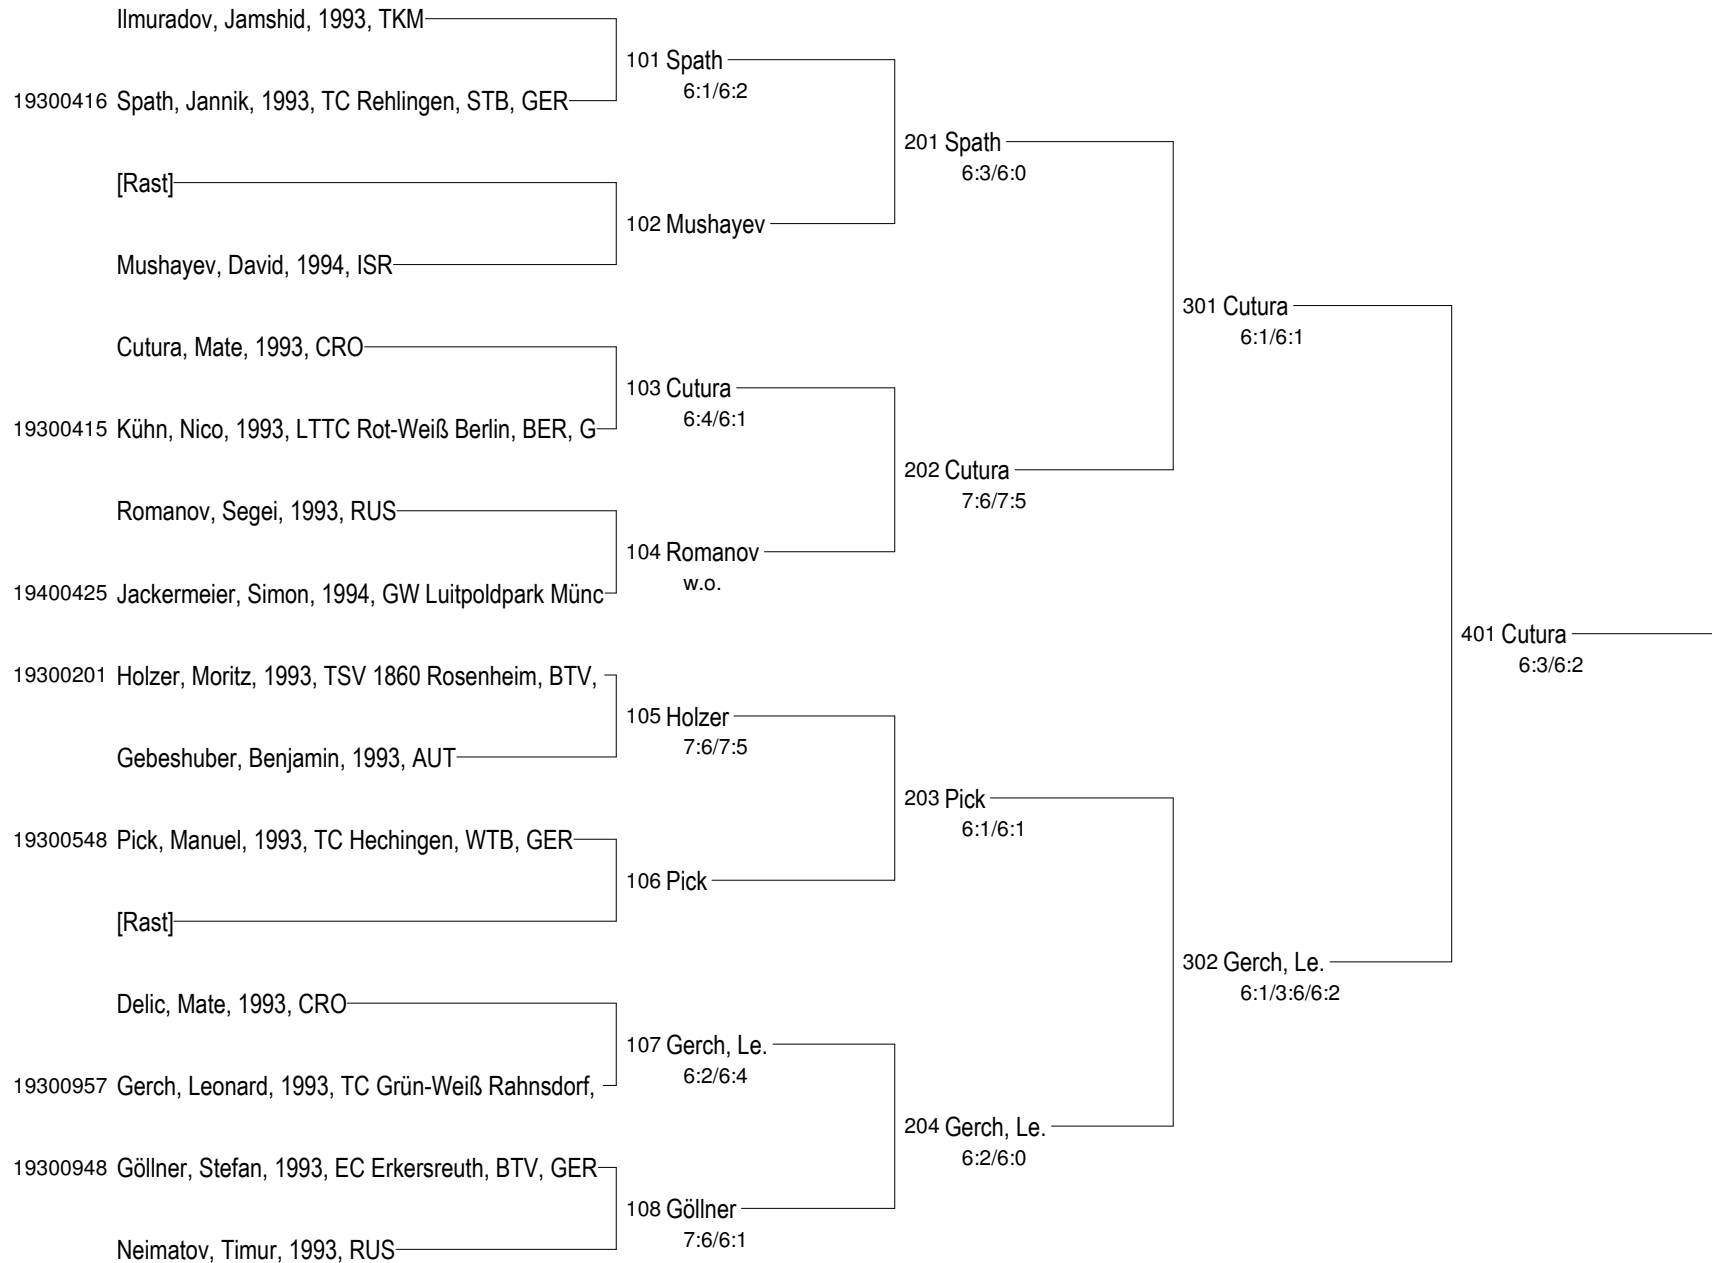 Ilmuradov, Jamshid, 1993, TKM
101 Spath
6:1/6:2
19300416 Spath, Jannik, 1993, TC Rehlingen, STB, GER
201 Spath
6:3/6:0
[Rast]
102 Mushayev
Mushayev, David, 1994, ISR
301 Cutura
6:1/6:1
Cutura, Mate, 1993, CRO
103 Cutura
6:4/6:1
19300415 Kühn, Nico, 1993, LTTC Rot-Weiß Berlin, BER, G
202 Cutura
7:6/7:5
Romanov, Segei, 1993, RUS
104 Romanov
w.o.
19400425 Jackermeier, Simon, 1994, GW Luitpoldpark Münc
401 Cutura
6:3/6:2
19300201 Holzer, Moritz, 1993, TSV 1860 Rosenheim, BTV,
105 Holzer
7:6/7:5
Gebeshuber, Benjamin, 1993, AUT
203 Pick
6:1/6:1
19300548 Pick, Manuel, 1993, TC Hechingen, WTB, GER
106 Pick
[Rast]
302 Gerch, Le.
6:1/3:6/6:2
Delic, Mate, 1993, CRO
107 Gerch, Le.
6:2/6:4
19300957 Gerch, Leonard, 1993, TC Grün-Weiß Rahnsdorf,
204 Gerch, Le.
6:2/6:0
19300948 Göllner, Stefan, 1993, EC Erkersreuth, BTV, GER
108 Göllner
7:6/6:1
Neimatov, Timur, 1993, RUS